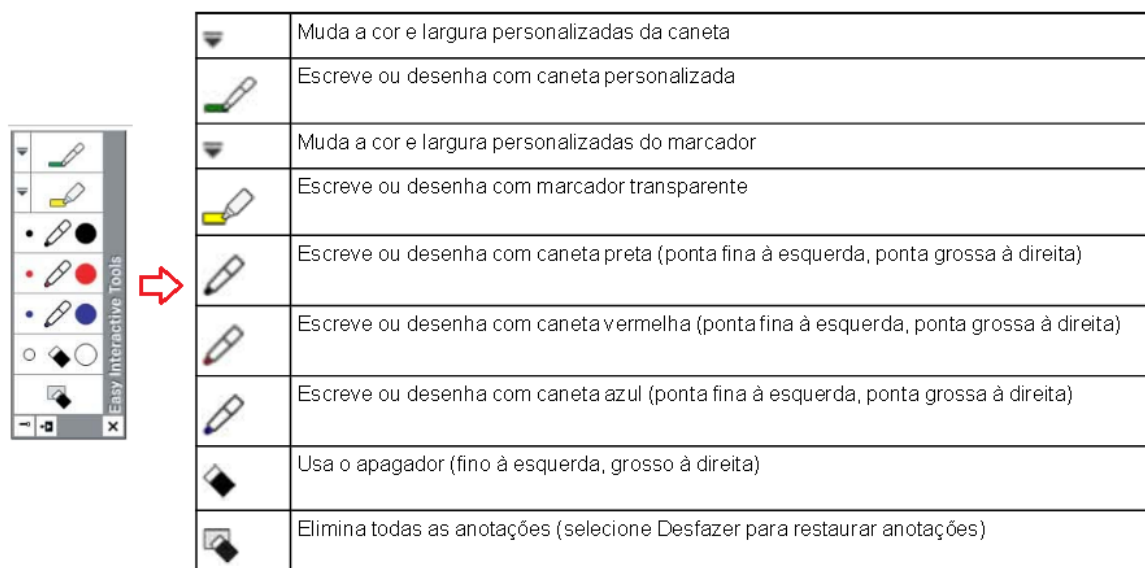 Easy Interactive Tools
Muda a cor e largura personalizadas da caneta
Escreve ou desenha com caneta personalizada
Muda a cor e largura personalizadas do marcador
Escreve ou desenha com marcador transparente
Escreve ou desenha com caneta preta (ponta fina à esquerda, ponta grossa à direita)
Escreve ou desenha com caneta vermelha (ponta fina à esquerda, ponta grossa à direita)
Escreve ou desenha com caneta azul (ponta fina à esquerda, ponta grossa à direita)
Usa o apagador (fino à esquerda, grosso à direita)
Elimina todas as anotações (selecione Desfazer para restaurar anotações)